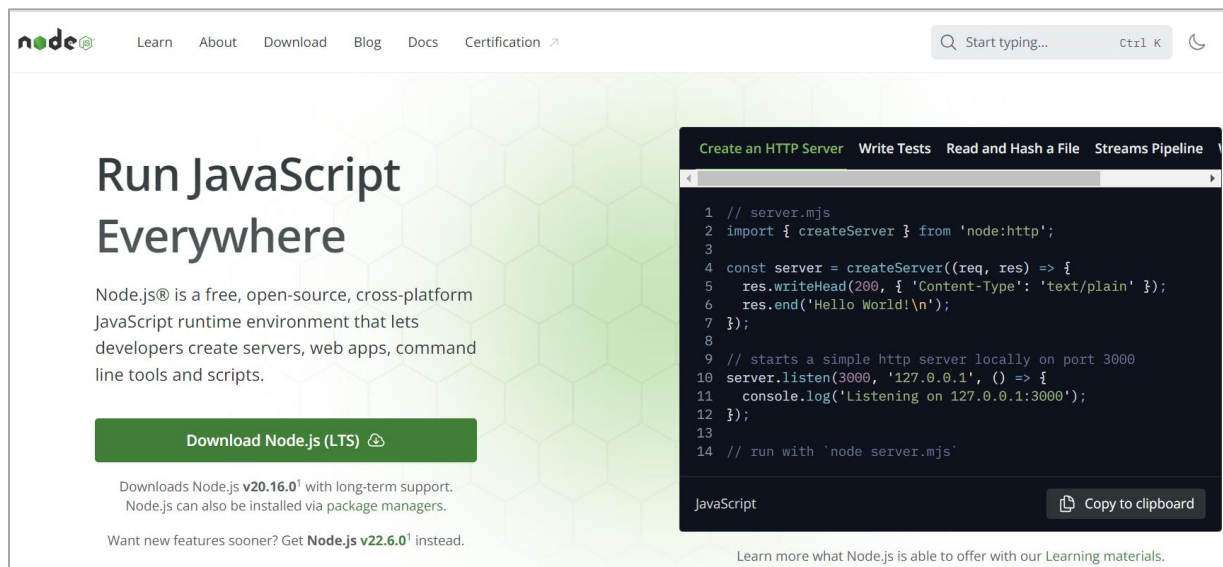 node JS
Learn About Download Blog Docs Certification
Start typing... Ctrl K
Run JavaScript
Everywhere
Node.js® is a free, open-source, cross-platform
JavaScript runtime environment that lets
developers create servers, web apps, command
line tools and scripts.
Download Node.js (LTS)
Downloads Node.js v20.16.0¹ with long-term support.
Node.js can also be installed via package managers.
Want new features sooner? Get Node.js v22.6.0¹ instead.
Create an HTTP Server Write Tests Read and Hash a File Streams Pipeline
1 // server.mjs
2 import { createServer } from 'node:http';
3
4 const server = createServer((req, res) => {
5   res.writeHead(200, { 'Content-Type': 'text/plain' });
6   res.end('Hello World!\n');
7 });
8
9 // starts a simple http server locally on port 3000
10 server.listen(3000, '127.0.0.1', () => {
11   console.log('Listening on 127.0.0.1:3000');
12 });
13
14 // run with `node server.mjs`
JavaScript Copy to clipboard
Learn more what Node.js is able to offer with our Learning materials.